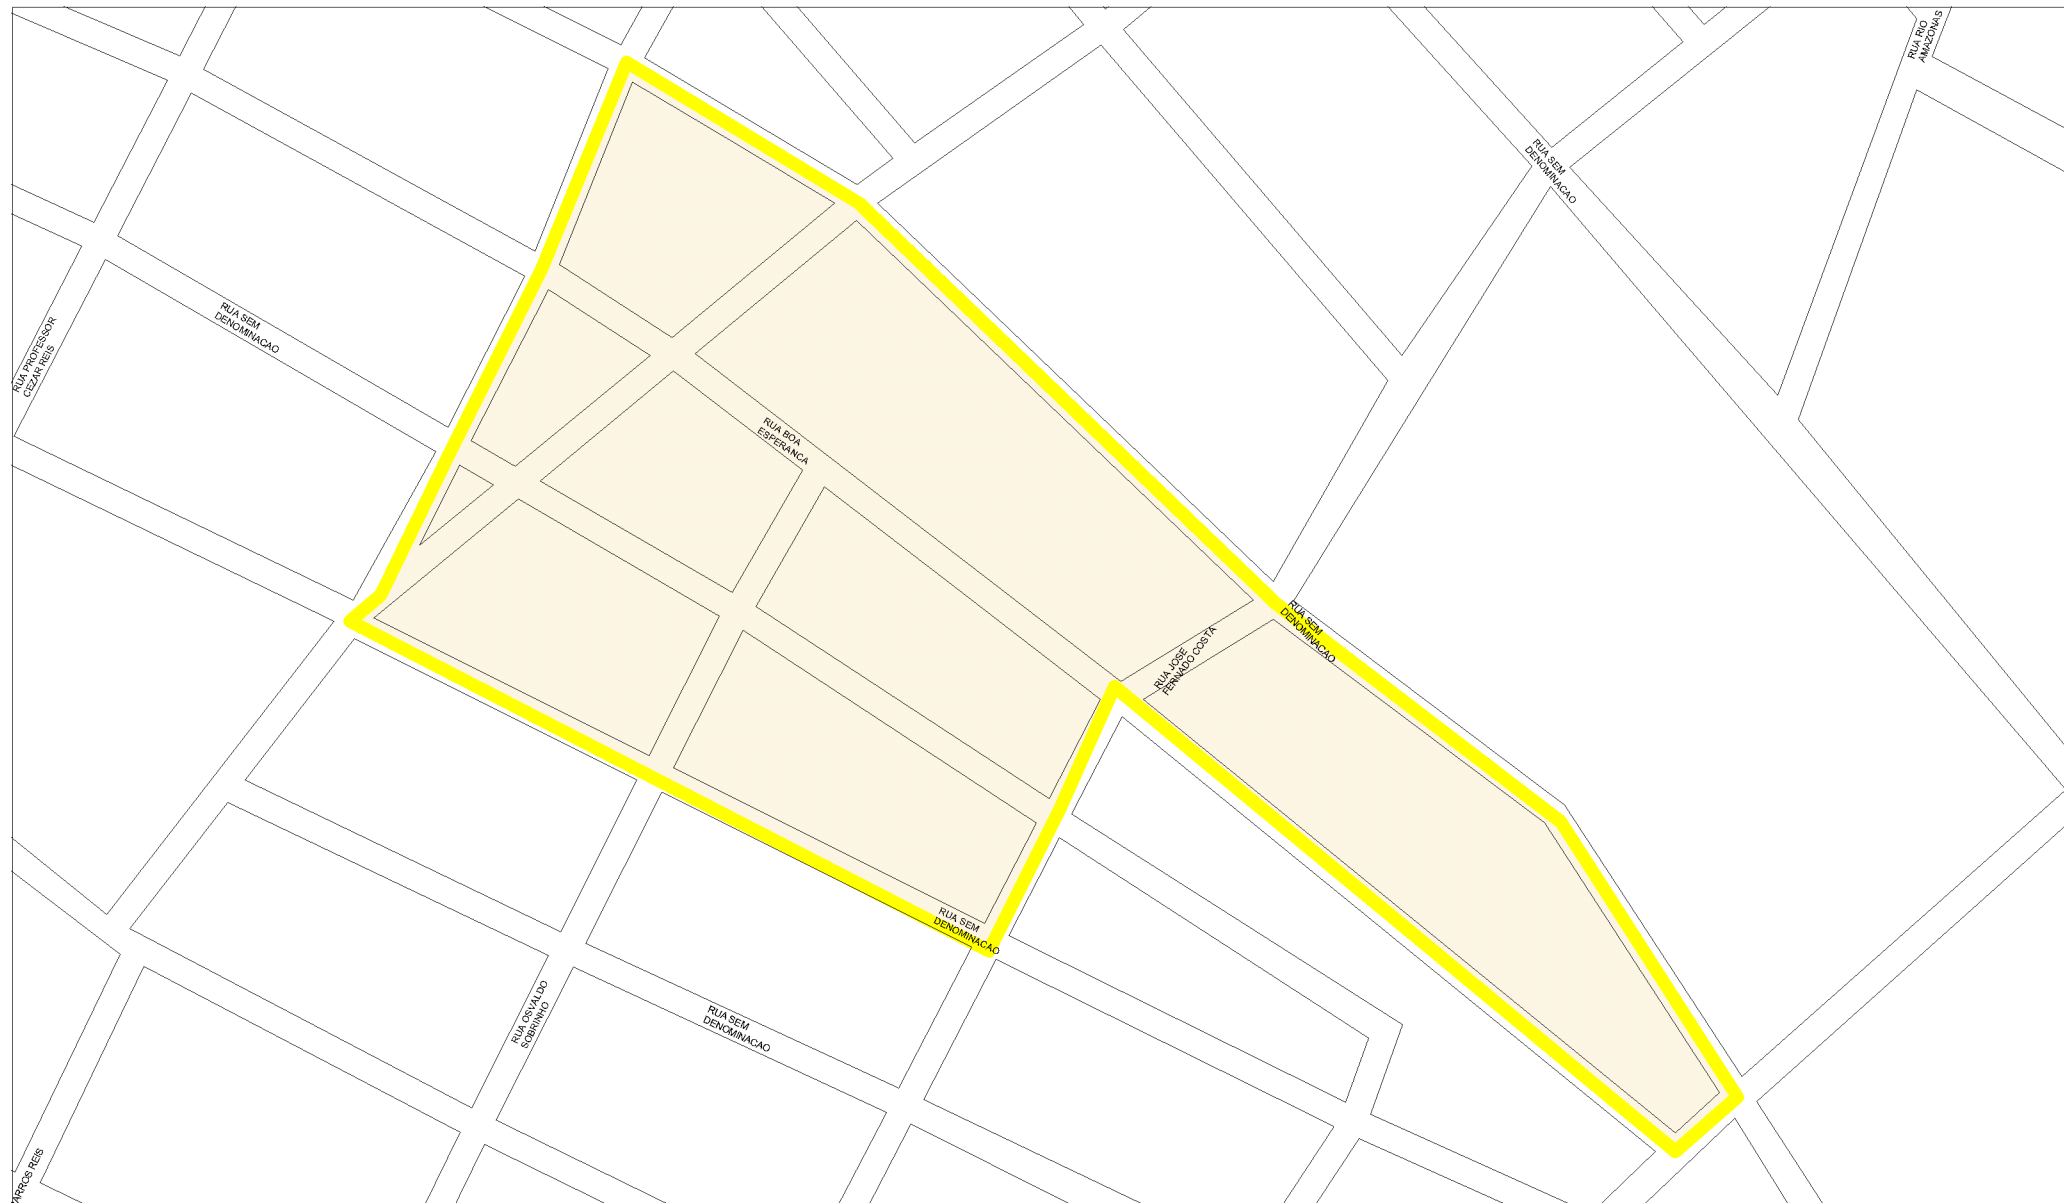 RUA RIO
AMAZONAS
RUA SEM
DENOMINACAO
RUA SEM
DENOMINACAO
RUA PROFESSOR
CEZAR REIS
RUA BOA
ESPERANCA
RUA SEM
DENOMINACAO
RUA JOSE
FERNADO COSTA
RUA SEM
DENOMINACAO
RUA OSVALDO
SOBRINHO
RUA SEM
DENOMINACAO
ARROS REIS